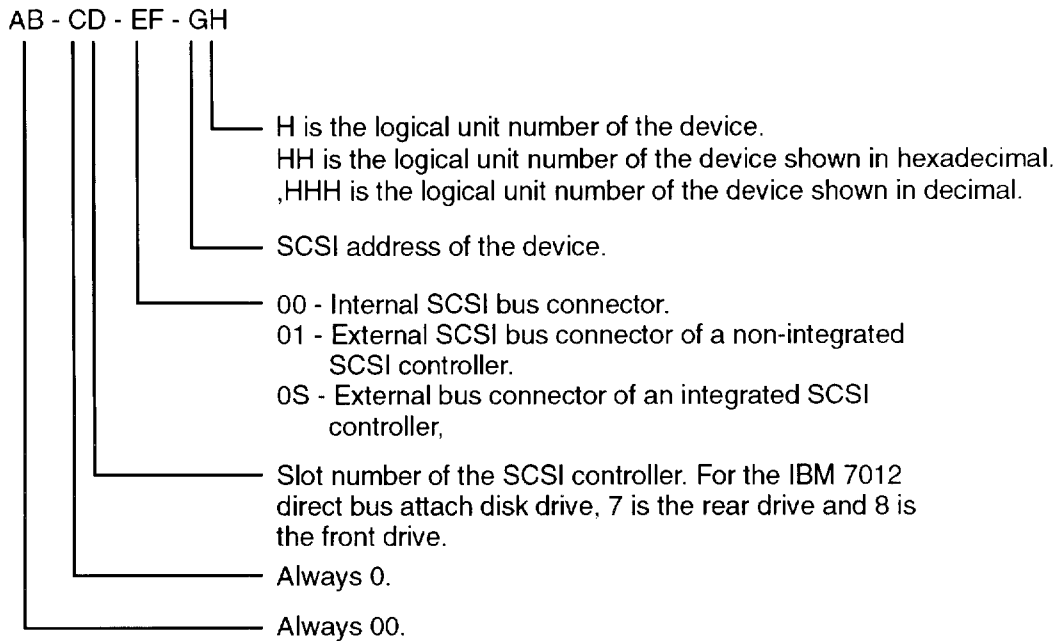 AB - CD - EF - GH
H is the logical unit number of the device.
HH is the logical unit number of the device shown in hexadecimal.
,HHH is the logical unit number of the device shown in decimal.
SCSI address of the device.
00 - Internal SCSI bus connector.
01 - External SCSI bus connector of a non-integrated
SCSI controller.
0S - External bus connector of an integrated SCSI
controller,
Slot number of the SCSI controller. For the IBM 7012
direct bus attach disk drive, 7 is the rear drive and 8 is
the front drive.
Always 0.
Always 00.